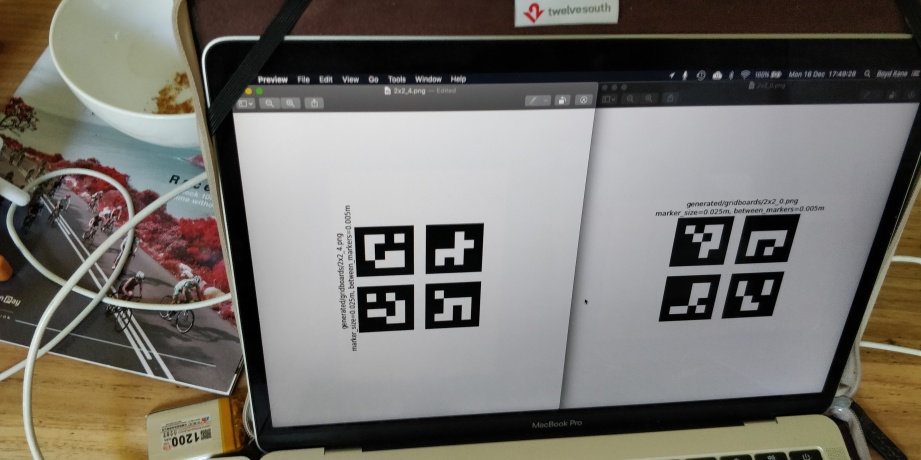 twelvesouth
Preview File Edit View Go Tools Window Help
100% Mon 16 Dec 17:49:28 Boyd Kane
2x2_4.png — Edited
2x2_0.png
generated/gridboards/2x2_4.png
marker_size=0.025m, between_markers=0.005m
generated/gridboards/2x2_0.png
marker_size=0.025m, between_markers=0.005m
MacBook Pro
1200